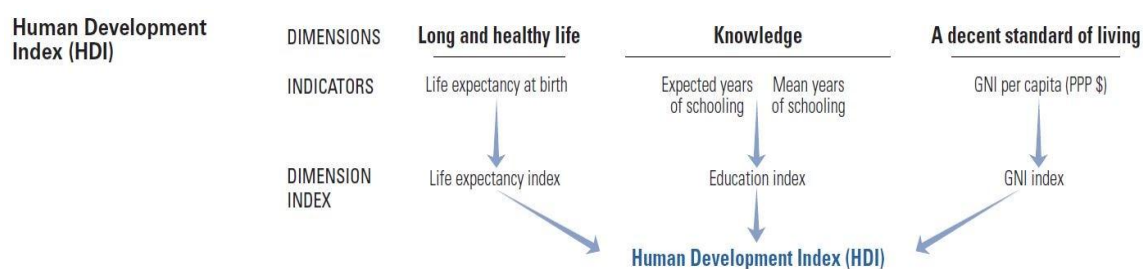 Human Development
Index (HDI)
DIMENSIONS Long and healthy life Knowledge A decent standard of living
INDICATORS Life expectancy at birth Expected years of schooling Mean years of schooling GNI per capita (PPP $)
DIMENSION
INDEX
Life expectancy index Education index GNI index
Human Development Index (HDI)